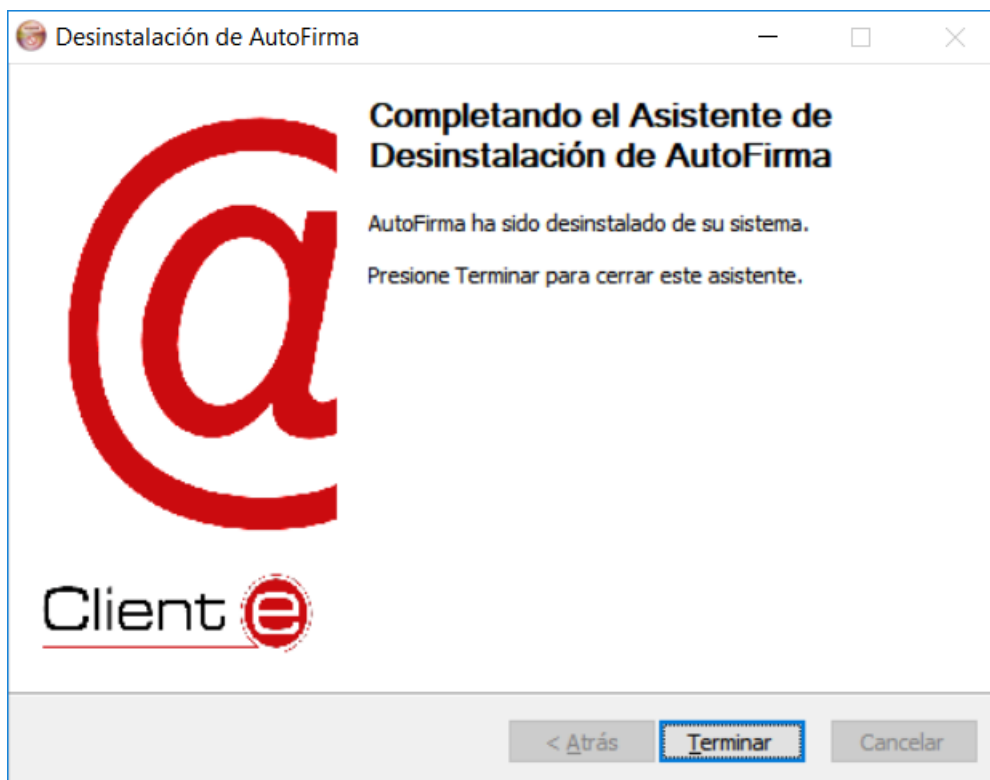 Desinstalación de AutoFirma
Completando el Asistente de
Desinstalación de AutoFirma
AutoFirma ha sido desinstalado de su sistema.
Presione Terminar para cerrar este asistente.
@
Client e
< Atrás Terminar Cancelar